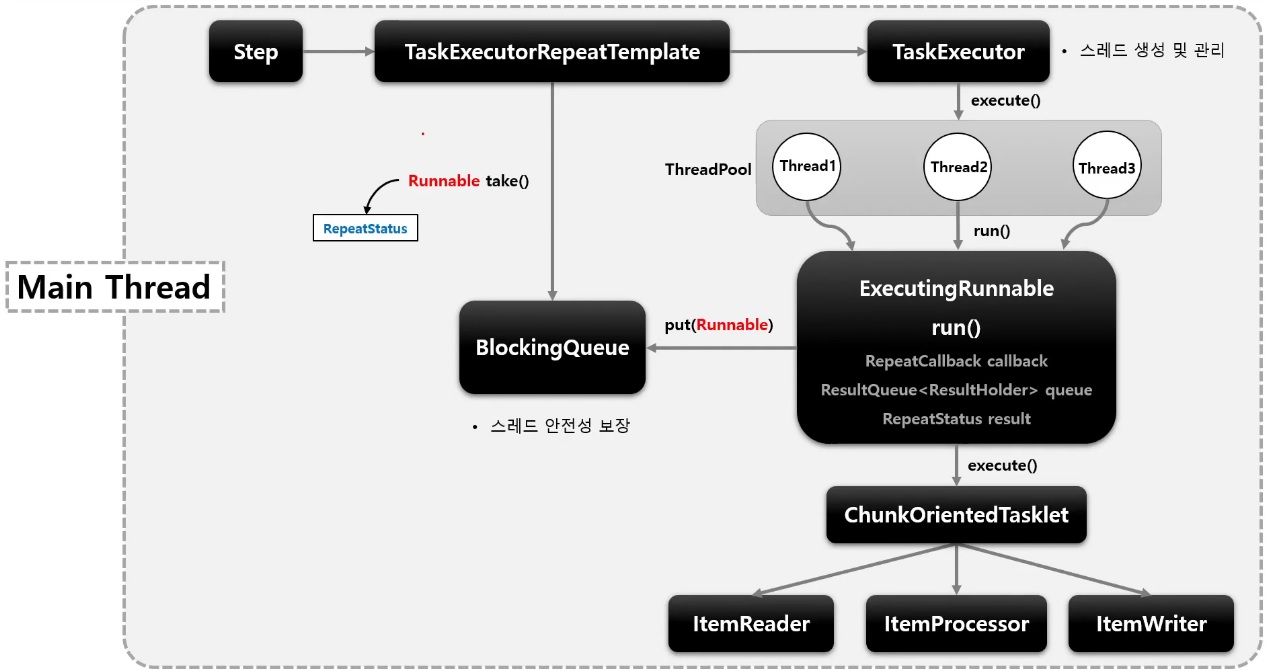 Step
TaskExecutorRepeatTemplate
TaskExecutor
• 스레드 생성 및 관리
execute()
ThreadPool
Thread1
Thread2
Thread3
Runnable take()
RepeatStatus
run()
Main Thread
ExecutingRunnable
run()
RepeatCallback callback
ResultQueue<ResultHolder> queue
RepeatStatus result
put(Runnable)
BlockingQueue
• 스레드 안전성 보장
execute()
ChunkOrientedTasklet
ItemReader
ItemProcessor
ItemWriter